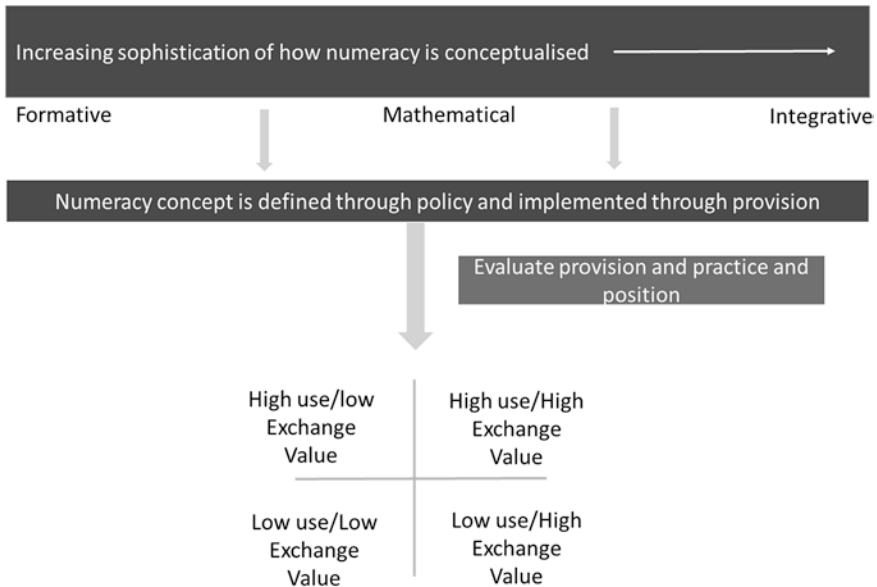 Increasing sophistication of how numeracy is conceptualised
Formative
Mathematical
Integrative
Numeracy concept is defined through policy and implemented through provision
Evaluate provision and practice and
position
High use/low
Exchange
Value
High use/High
Exchange
Value
Low use/Low
Exchange
Value
Low use/High
Exchange
Value